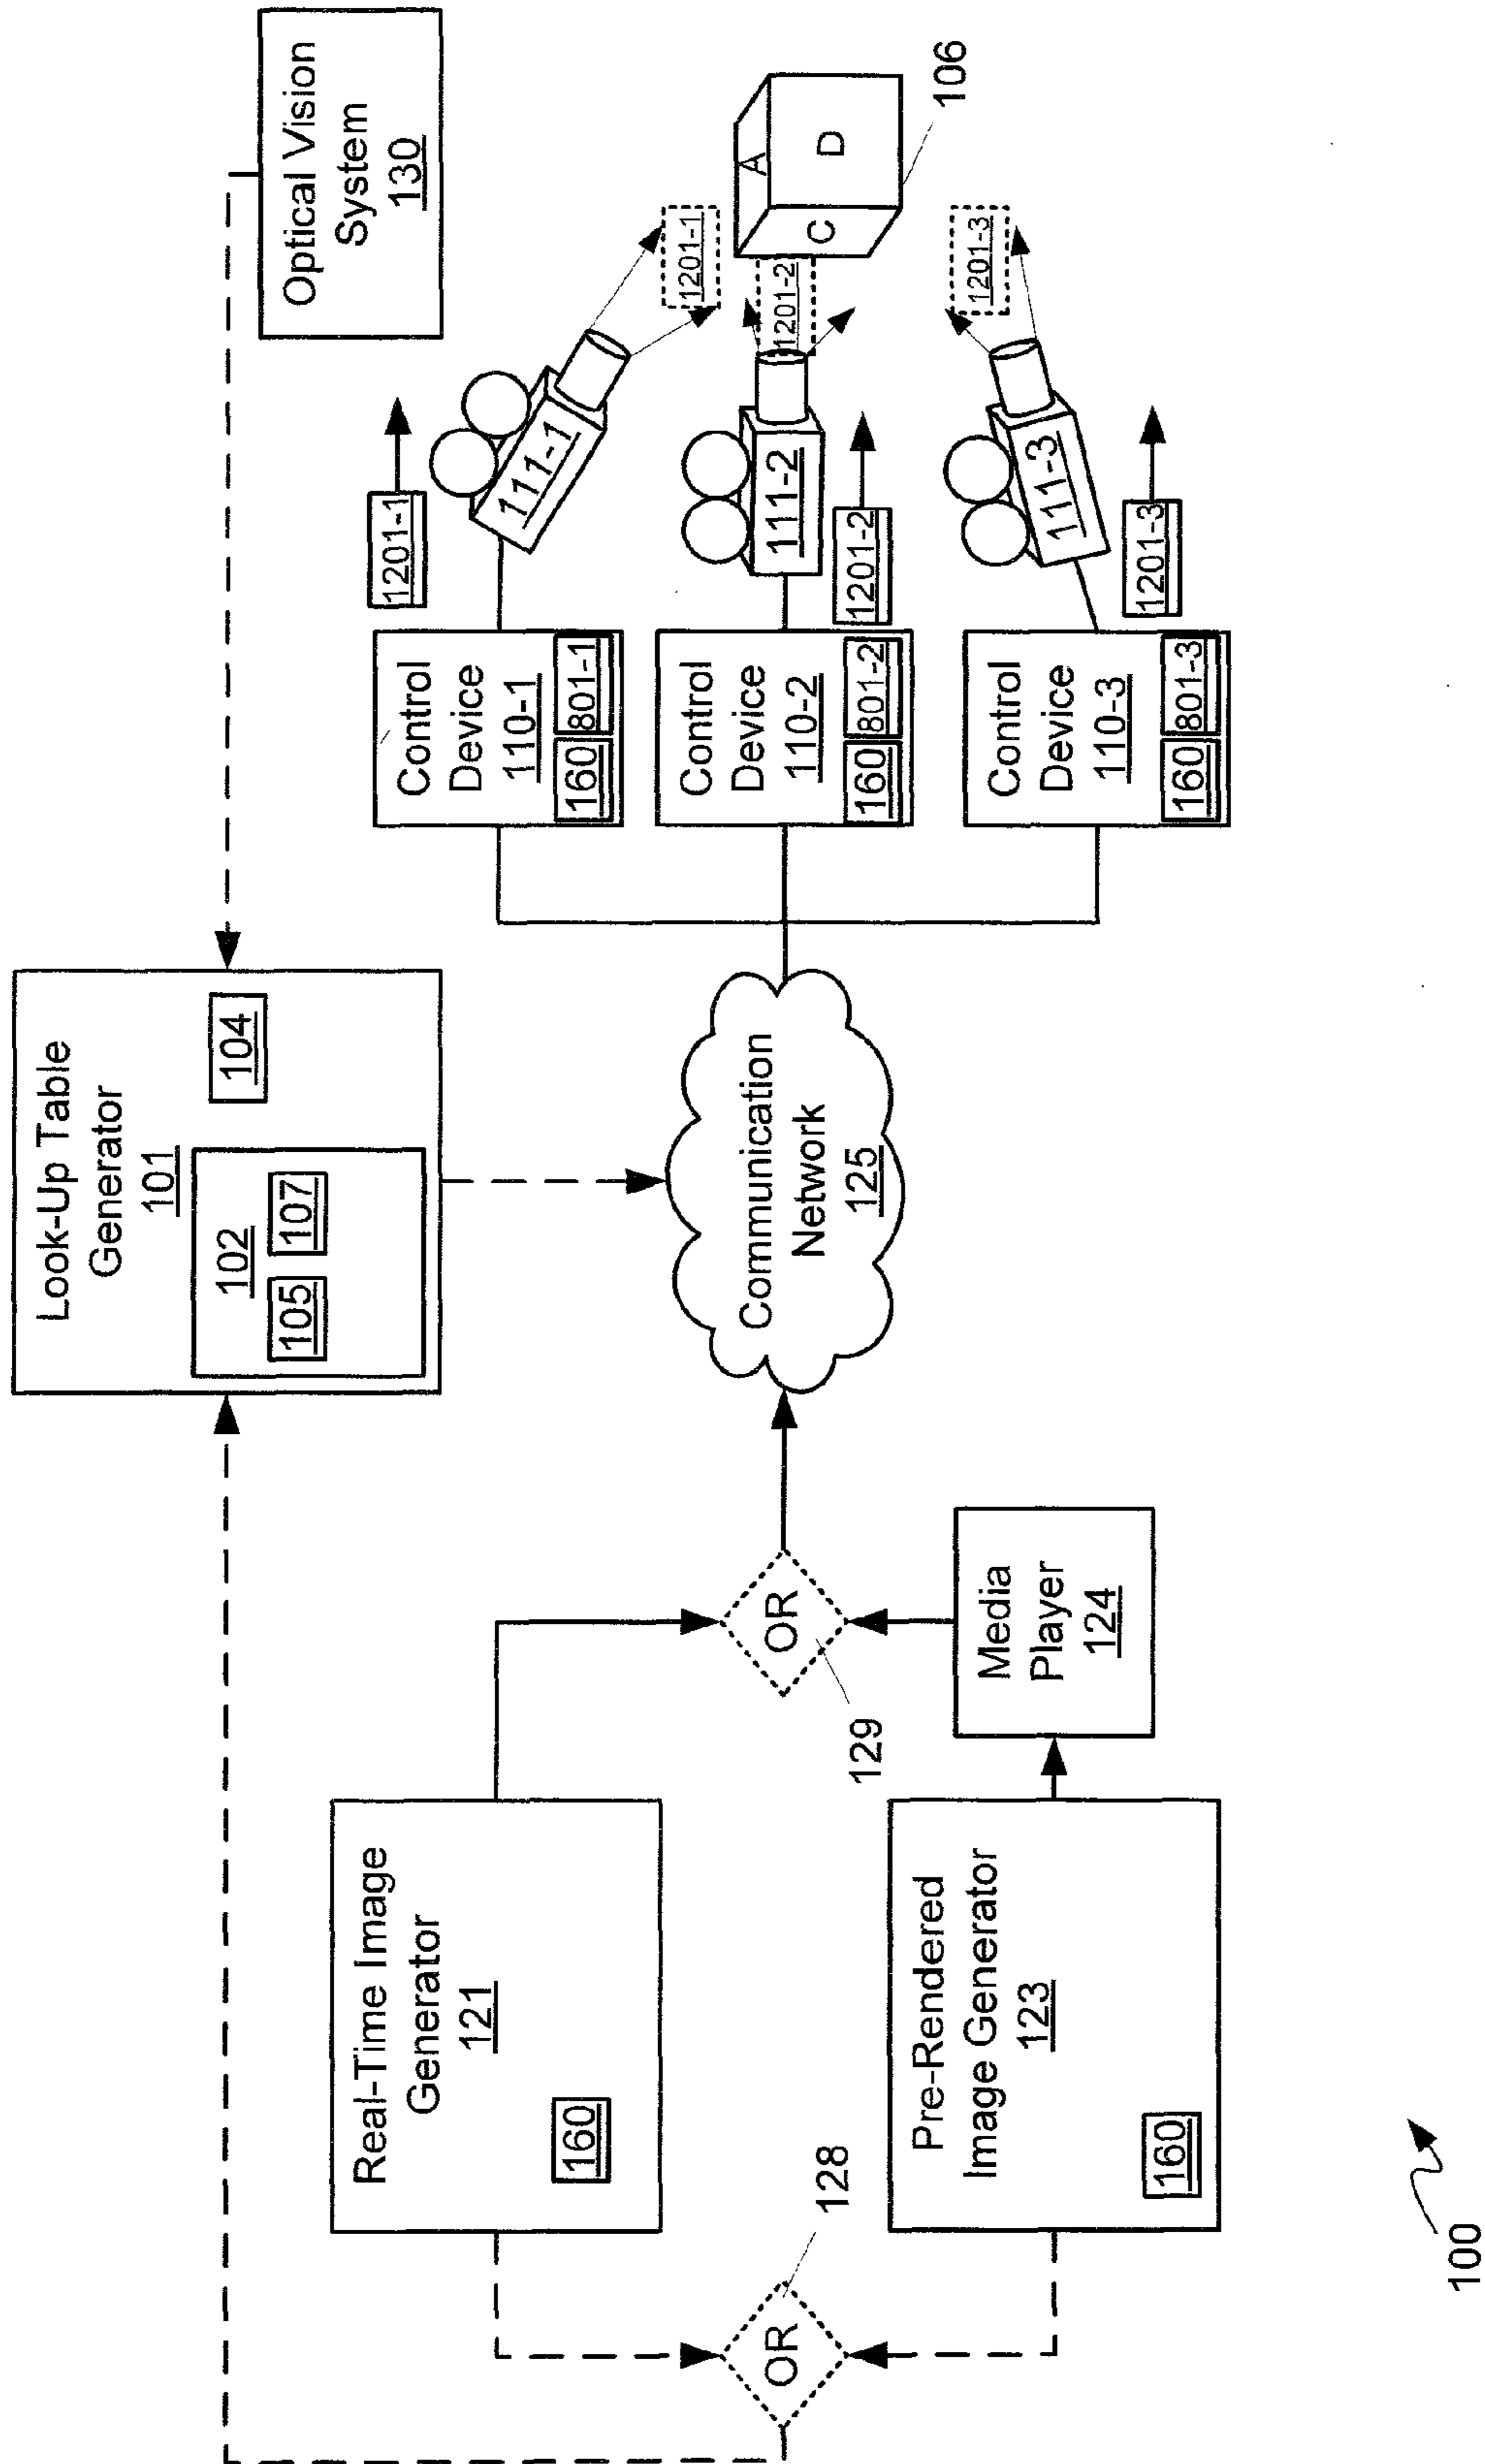 Optical Vision
System
130
Look-Up Table
Generator
101
102
105
107
104
Real-Time Image
Generator
121
160
Pre-Rendered
Image Generator
123
160
OR
128
OR
129
Media
Player
124
Communication
Network
125
Control
Device
110-1
160
801-1
Control
Device
110-2
160
801-2
Control
Device
110-3
160
801-3
1201-1
111-1
1201-1
1201-2
111-2
1201-2
1201-3
111-3
1201-3
A
C
D
106
100